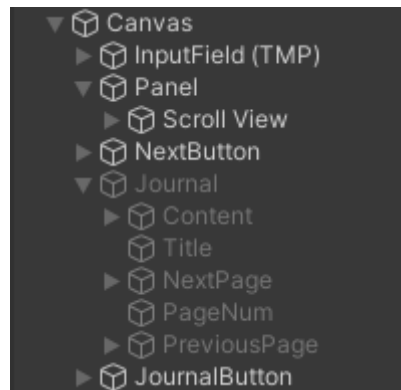 Canvas
InputField (TMP)
Panel
Scroll View
NextButton
Journal
Content
Title
NextPage
PageNum
PreviousPage
JournalButton